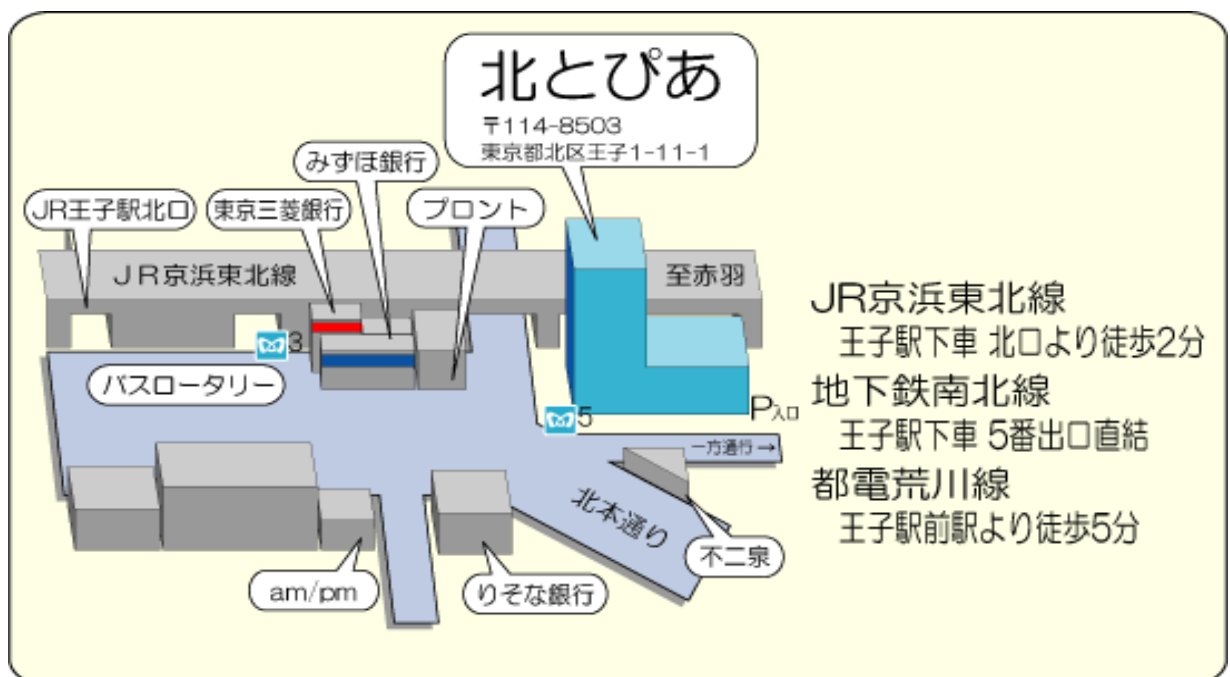 北とぴあ
〒114-8503
東京都北区王子1-11-1
みずほ銀行
JR王子駅北口
東京三菱銀行
プロント
JR京浜東北線
至赤羽
3
バスロータリー
5
P入口
一方通行→
北本通り
不二泉
am/pm
りそな銀行
JR京浜東北線
王子駅下車 北口より徒歩2分
地下鉄南北線
王子駅下車 5番出口直結
都電荒川線
王子駅前駅より徒歩5分